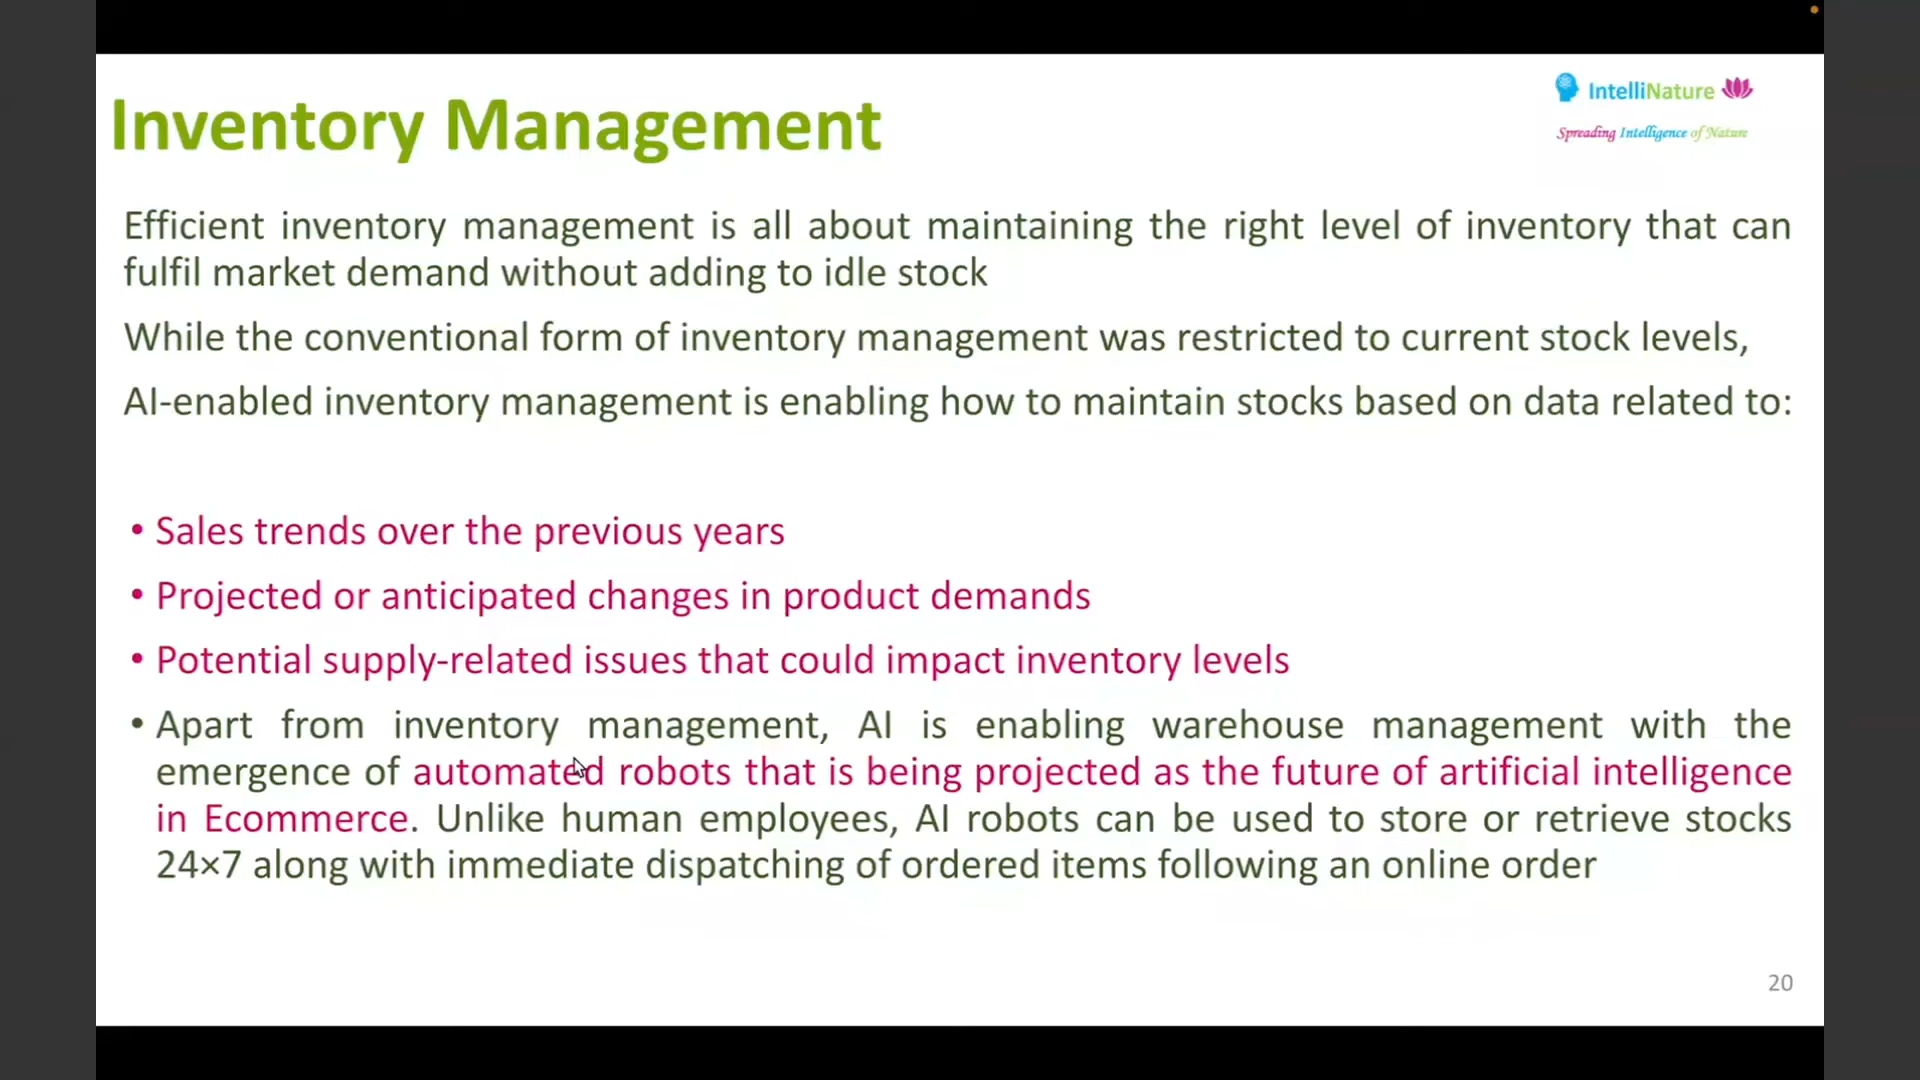 IntelliNature
Spreading Intelligence of Nature
Inventory Management
Efficient inventory management is all about maintaining the right level of inventory that can
fulfil market demand without adding to idle stock
While the conventional form of inventory management was restricted to current stock levels,
AI-enabled inventory management is enabling how to maintain stocks based on data related to:
• Sales trends over the previous years
• Projected or anticipated changes in product demands
• Potential supply-related issues that could impact inventory levels
• Apart from inventory management, AI is enabling warehouse management with the
emergence of automated robots that is being projected as the future of artificial intelligence
in Ecommerce. Unlike human employees, AI robots can be used to store or retrieve stocks
24×7 along with immediate dispatching of ordered items following an online order
20